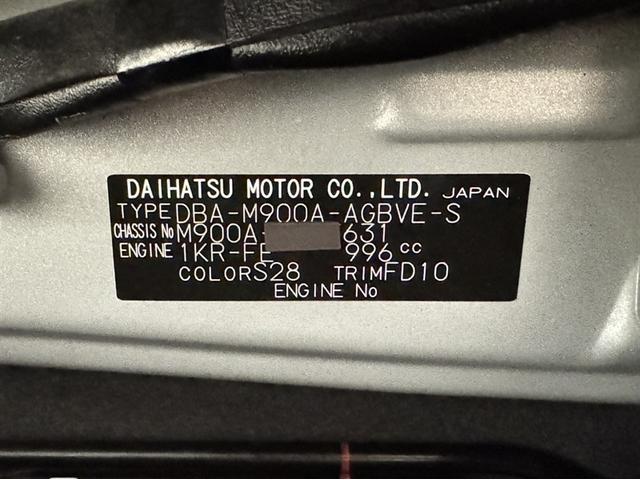 DAIHATSU MOTOR CO.,LTD. JAPAN
TYPE DBA-M900A-AGBVE-S
CHASSIS No M900A- 631
ENGINE 1KR-FE 996 cc
COLOR S28 TRIM FD10
ENGINE No